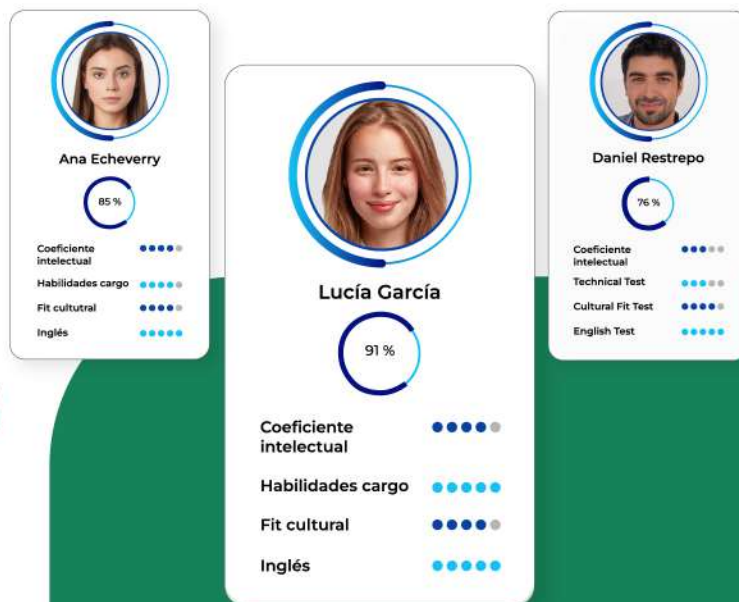 Ana Echeverry
85 %
Coeficiente
intelectual
Habilidades cargo
Fit cultutral
Inglés
Lucía García
91 %
Coeficiente
intelectual
Habilidades cargo
Fit cultural
Inglés
Daniel Restrepo
76 %
Coeficiente
intelectual
Technical Test
Cultural Fit Test
English Test